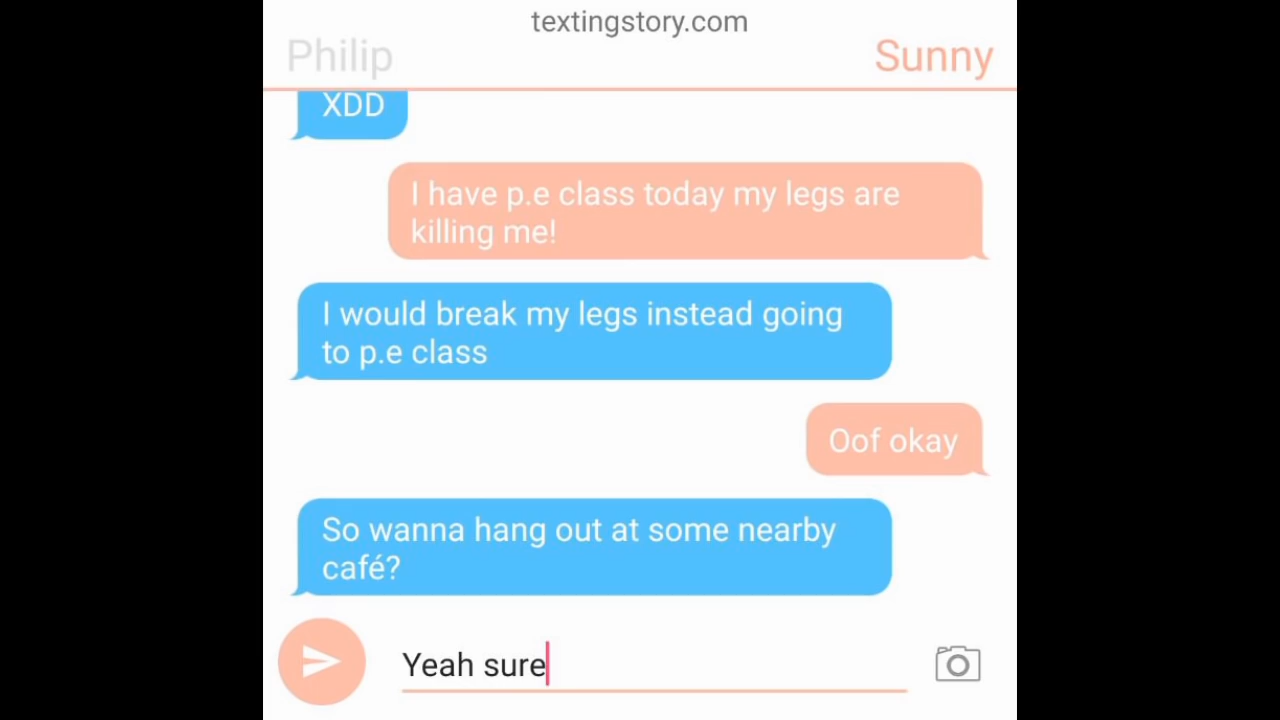 textingstory.com
Philip
Sunny
XDD
I have p.e class today my legs are
killing me!
I would break my legs instead going
to p.e class
Oof okay
So wanna hang out at some nearby
café?
Yeah sure